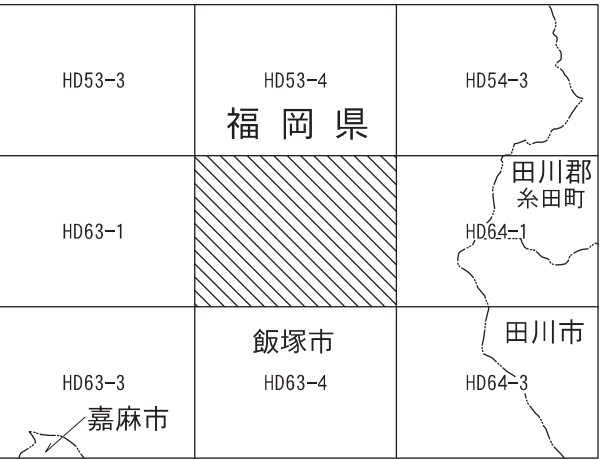 HD53-3
HD53-4
HD54-3
福岡県
HD63-1
田川郡
糸田町
HD64-1
飯塚市
田川市
HD63-3
HD63-4
HD64-3
嘉麻市